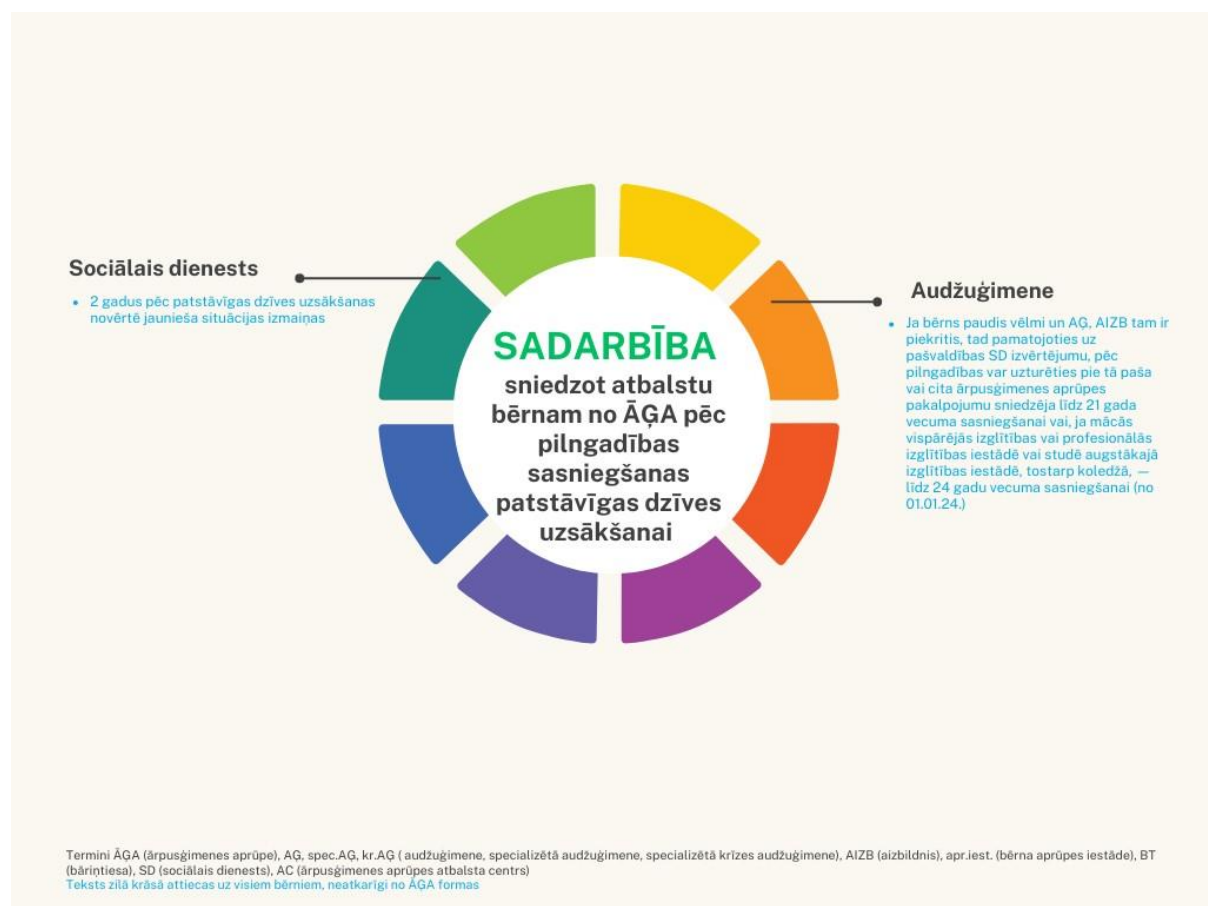 Sociālais dienests
• 2 gadus pēc patstāvīgas dzīves uzsākšanas
novērtē jaunieša situācijas izmaiņas
SADARBĪBA
sniedzot atbalstu
bērnam no ĀĢA pēc
pilngadības
sasniegšanas
patstāvīgas dzīves
uzsākšanai
Audžuģimene
• Ja bērns paudis vēlmi un AĢ, AIZB tam ir
piekritis, tad pamatojoties uz
pašvaldības SD izvērtējumu, pēc
pilngadības var uzturēties pie tā paša
vai cita ārpusģimenes aprūpes
pakalpojumu sniedzēja līdz 21 gada
vecuma sasniegšanai vai, ja mācās
vispārējās izglītības vai profesionālās
izglītības iestādē vai studē augstākajā
izglītības iestādē, tostarp koledžā, —
līdz 24 gadu vecuma sasniegšanai (no
01.01.24.)
Termini ĀĢA (ārpusģimenes aprūpe), AĢ, spec.AĢ, kr.AĢ ( audžuģimene, specializētā audžuģimene, specializētā krīzes audžuģimene), AIZB (aizbildnis), apr.iest. (bērna aprūpes iestāde), BT
(bāriņtiesa), SD (sociālais dienests), AC (ārpusģimenes aprūpes atbalsta centrs)
Teksts zilā krāsā attiecas uz visiem bērniem, neatkarīgi no ĀĢA formas